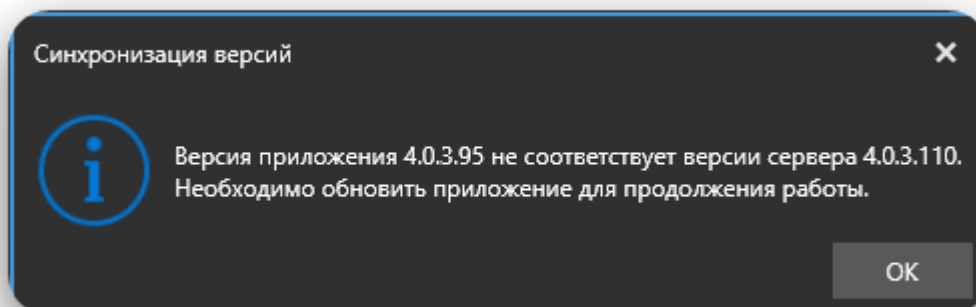 Синхронизация версий
Версия приложения 4.0.3.95 не соответствует версии сервера 4.0.3.110.
Необходимо обновить приложение для продолжения работы.
ОК